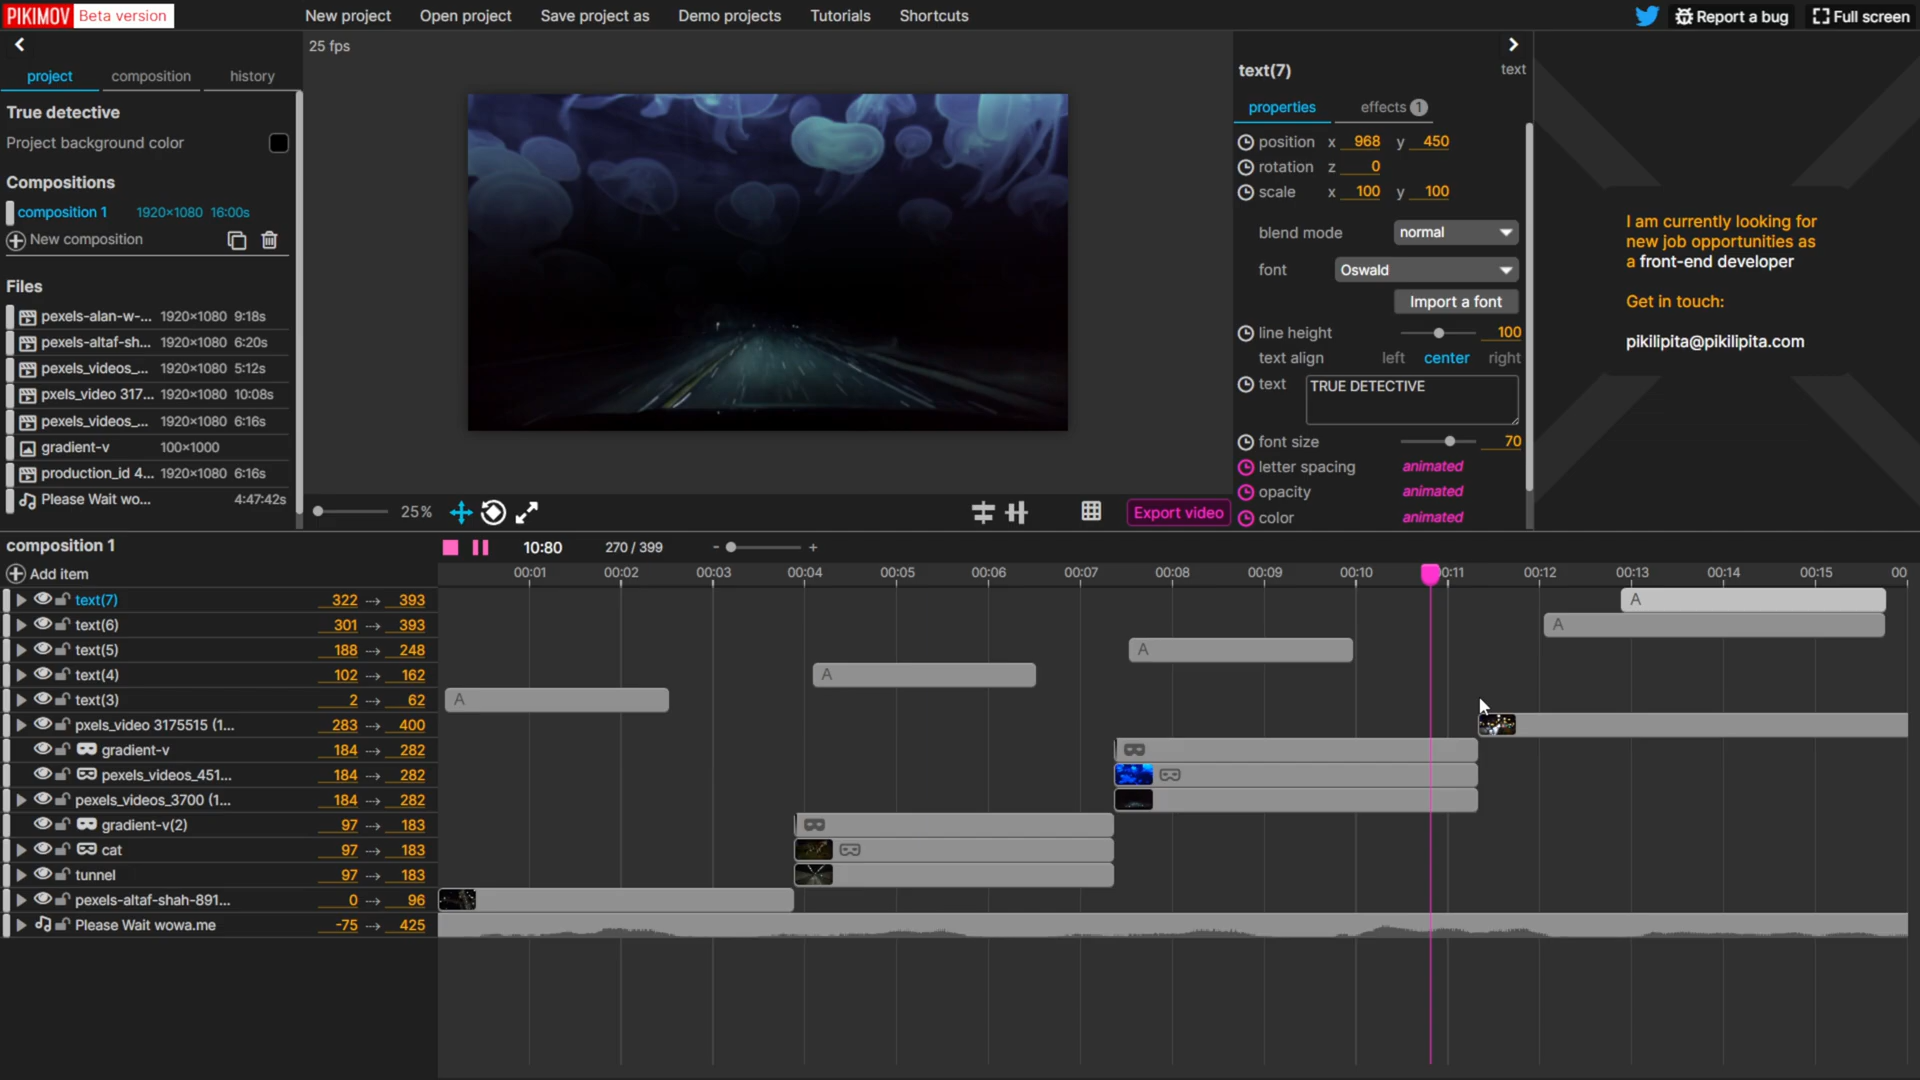 PIKIMOV Beta version New project Open project Save project as Demo projects Tutorials Shortcuts Report a bug Full screen
25 fps
project composition history
True detective
Project background color
Compositions
composition 1 1920×1080 16:00s
New composition
Files
pexels-alan-w-... 1920×1080 9:18s
pexels-altaf-sh... 1920×1080 6:20s
pexels_videos_... 1920×1080 5:12s
pxels_video 317... 1920×1080 10:08s
pexels_videos_... 1920×1080 6:16s
gradient-v 100×1000
production_id 4... 1920×1080 6:16s
Please Wait wo... 4:47:42s
25%
Export video
text(7) text
properties effects 1
position x 968 y 450
rotation z 0
scale x 100 y 100
blend mode normal
font Oswald
Import a font
line height 100
text align left center right
text TRUE DETECTIVE
font size 70
letter spacing animated
opacity animated
color animated
I am currently looking for
new job opportunities as
a front-end developer
Get in touch:
pikilipita@pikilipita.com
composition 1 10:80 270 / 399 - +
Add item 00:01 00:02 00:03 00:04 00:05 00:06 00:07 00:08 00:09 00:10 00:11 00:12 00:13 00:14 00:15 00
text(7) 322 → 393 A
text(6) 301 → 393 A
text(5) 188 → 248 A
text(4) 102 → 162 A
text(3) 2 → 62 A
pxels_video 3175515 (1... 283 → 400
gradient-v 184 → 282
pexels_videos_451... 184 → 282
pexels_videos_3700 (1... 184 → 282
gradient-v(2) 97 → 183
cat 97 → 183
tunnel 97 → 183
pexels-altaf-shah-891... 0 → 96
Please Wait wowa.me -75 → 425